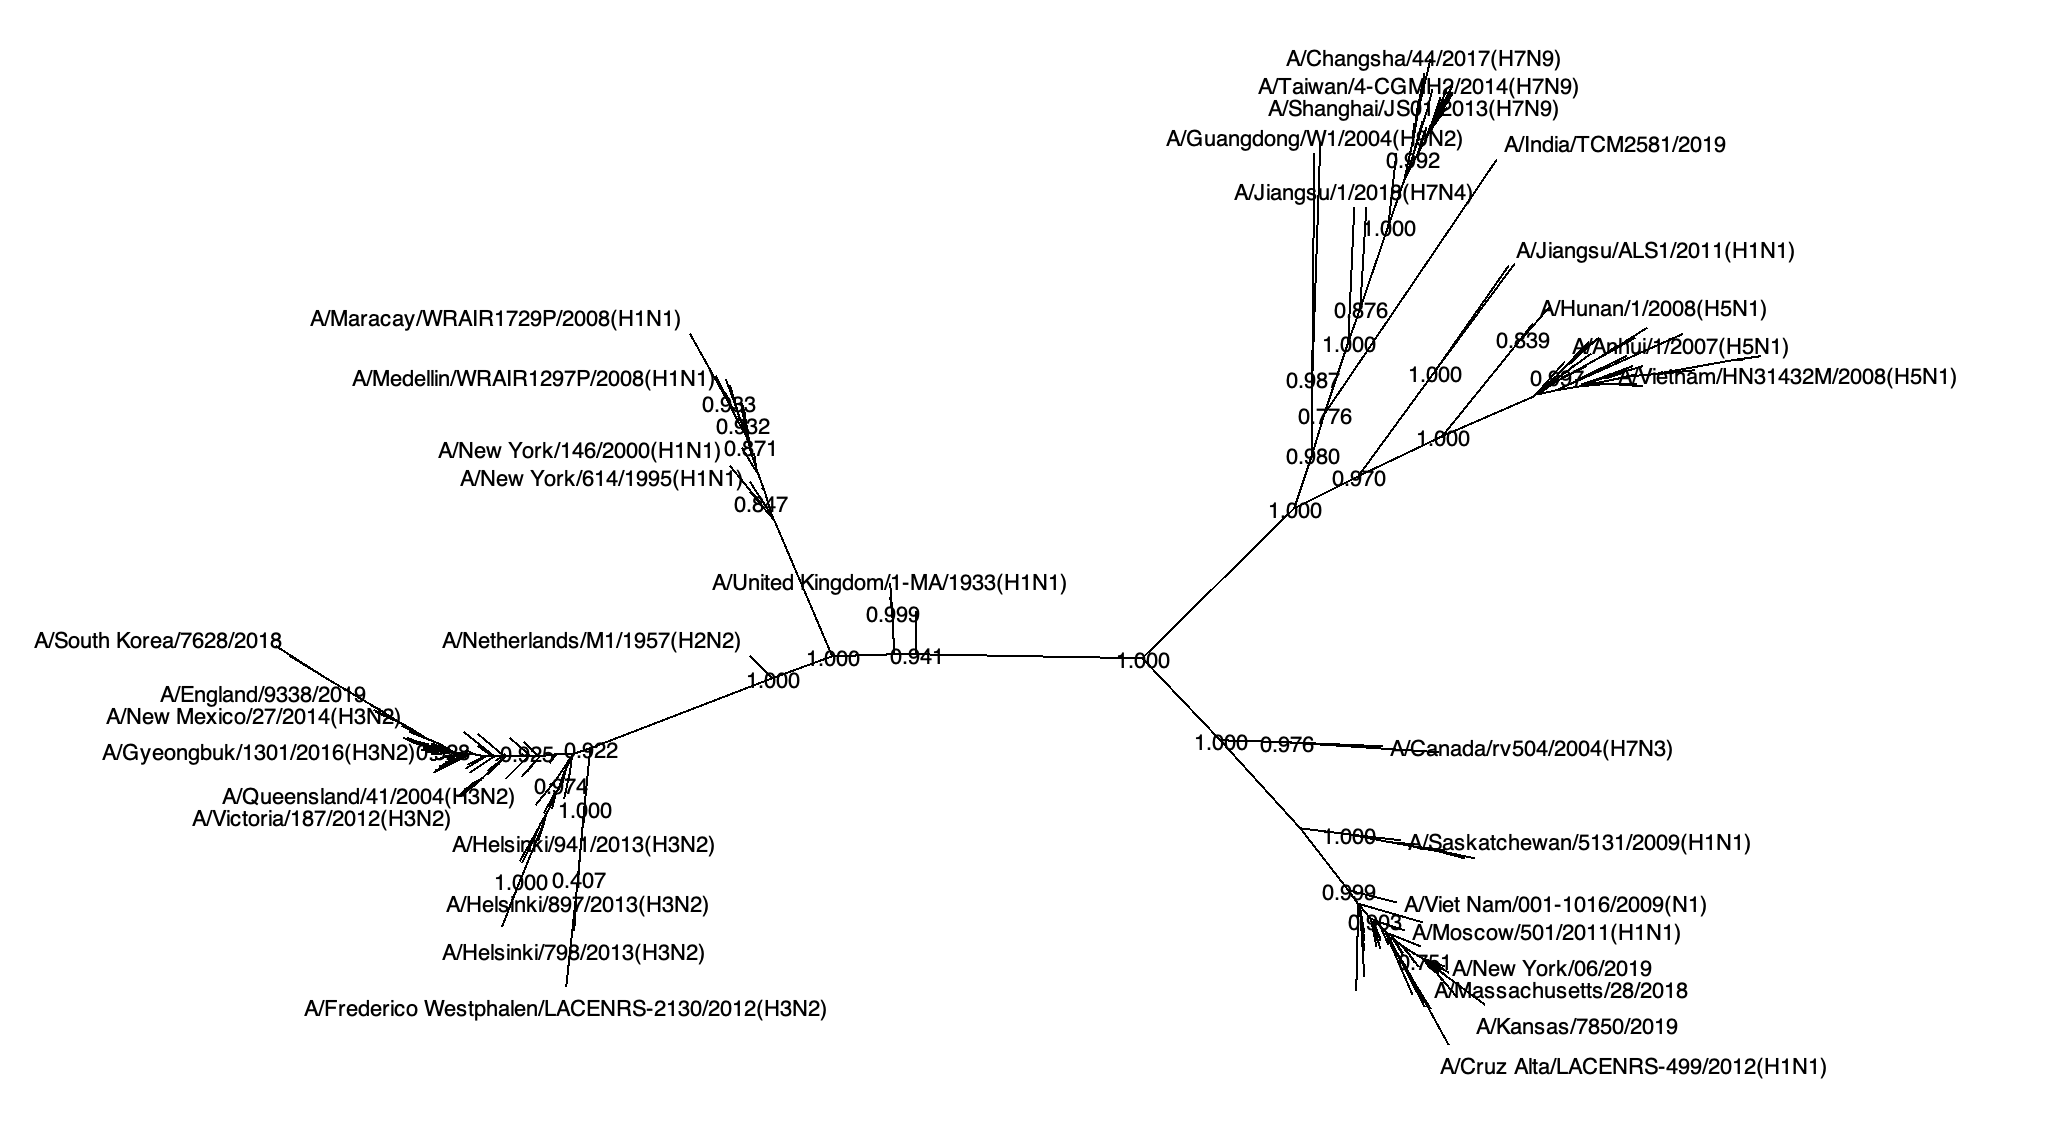 A/Changsha/44/2017(H7N9)
A/Taiwan/4-CGMH2/2014(H7N9)
A/Shanghai/JS01/2013(H7N9)
A/Guangdong/W1/2004(H9N2)
A/India/TCM2581/2019
0.992
A/Jiangsu/1/2018(H7N4)
1.000
A/Jiangsu/ALS1/2011(H1N1)
A/Hunan/1/2008(H5N1)
0.876
A/Maracay/WRAIR1729P/2008(H1N1)
0.839
1.000
A/Anhui/1/2007(H5N1)
1.000
0.997
A/Vietnam/HN31432M/2008(H5N1)
A/Medellin/WRAIR1297P/2008(H1N1)
0.987
0.933
0.776
0.932
1.000
A/New York/146/2000(H1N1)
0.871
0.980
A/New York/614/1995(H1N1)
0.970
0.847
1.000
A/United Kingdom/1-MA/1933(H1N1)
0.999
A/South Korea/7628/2018
A/Netherlands/M1/1957(H2N2)
1.000
0.941
1.000
1.000
A/England/9338/2019
A/New Mexico/27/2014(H3N2)
1.000
0.976
A/Canada/rv504/2004(H7N3)
A/Gyeongbuk/1301/2016(H3N2)
0.925
0.922
0.974
A/Queensland/41/2004(H3N2)
1.000
A/Victoria/187/2012(H3N2)
1.000
A/Saskatchewan/5131/2009(H1N1)
A/Helsinki/941/2013(H3N2)
1.000
0.407
0.999
A/Helsinki/897/2013(H3N2)
A/Viet Nam/001-1016/2009(N1)
0.903
A/Moscow/501/2011(H1N1)
A/Helsinki/798/2013(H3N2)
0.751
A/New York/06/2019
A/Massachusetts/28/2018
A/Frederico Westphalen/LACENRS-2130/2012(H3N2)
A/Kansas/7850/2019
A/Cruz Alta/LACENRS-499/2012(H1N1)